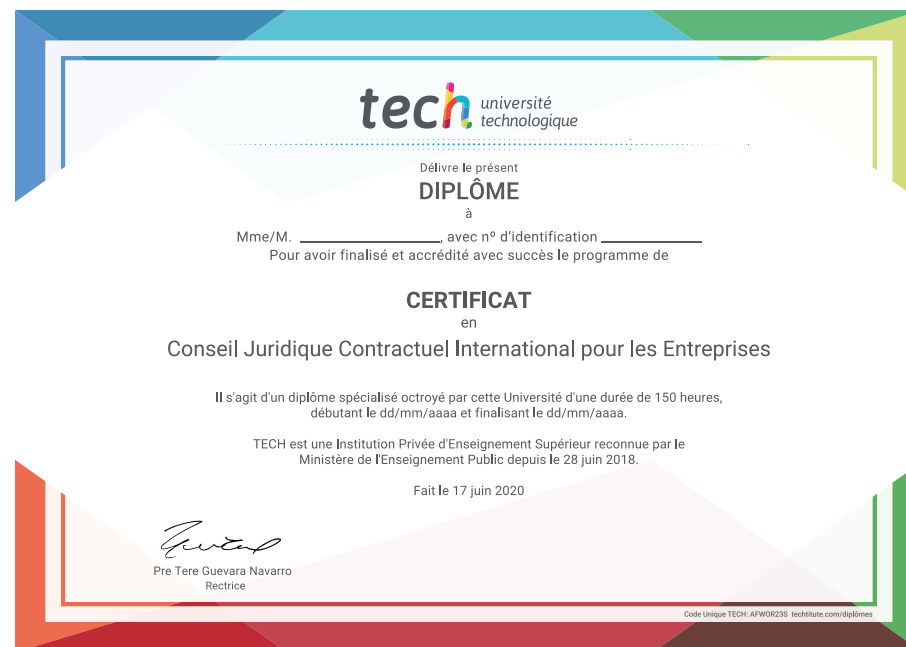 tech université
technologique
Délivre le présent
DIPLÔME
à
Mme/M. ____________________, avec nº d'identification ______________
Pour avoir finalisé et accrédité avec succès le programme de
CERTIFICAT
en
Conseil Juridique Contractuel International pour les Entreprises
Il s'agit d'un diplôme spécialisé octroyé par cette Université d'une durée de 150 heures,
débutant le dd/mm/aaaa et finalisant le dd/mm/aaaa.
TECH est une Institution Privée d'Enseignement Supérieur reconnue par le
Ministère de l'Enseignement Public depuis le 28 juin 2018.
Fait le 17 juin 2020
Pre Tere Guevara Navarro
Rectrice
Code Unique TECH: AFWOR23S techtitute.com/diplômes